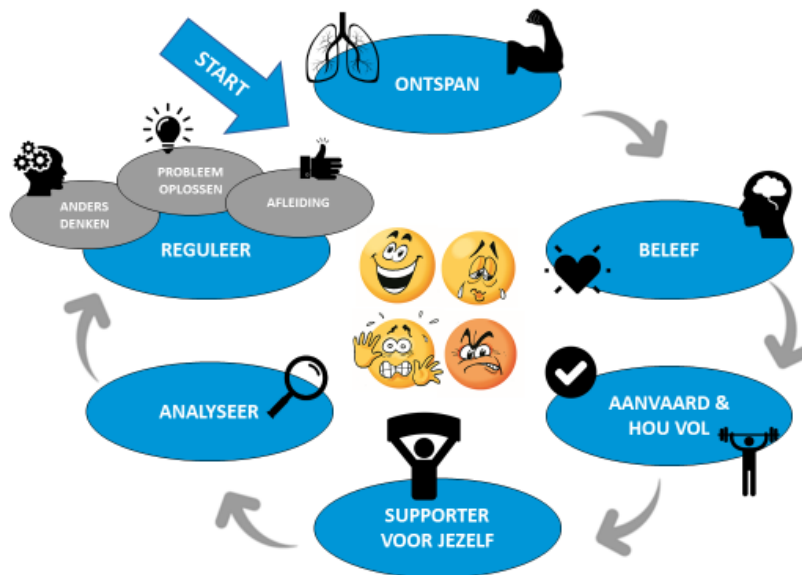 START
ONTSPAN
BELEEF
AANVAARD &
HOU VOL
SUPPORTER
VOOR JEZELF
ANALYSEER
REGULEER
ANDERS
DENKEN
PROBLEEM
OPLOSSEN
AFLEIDING